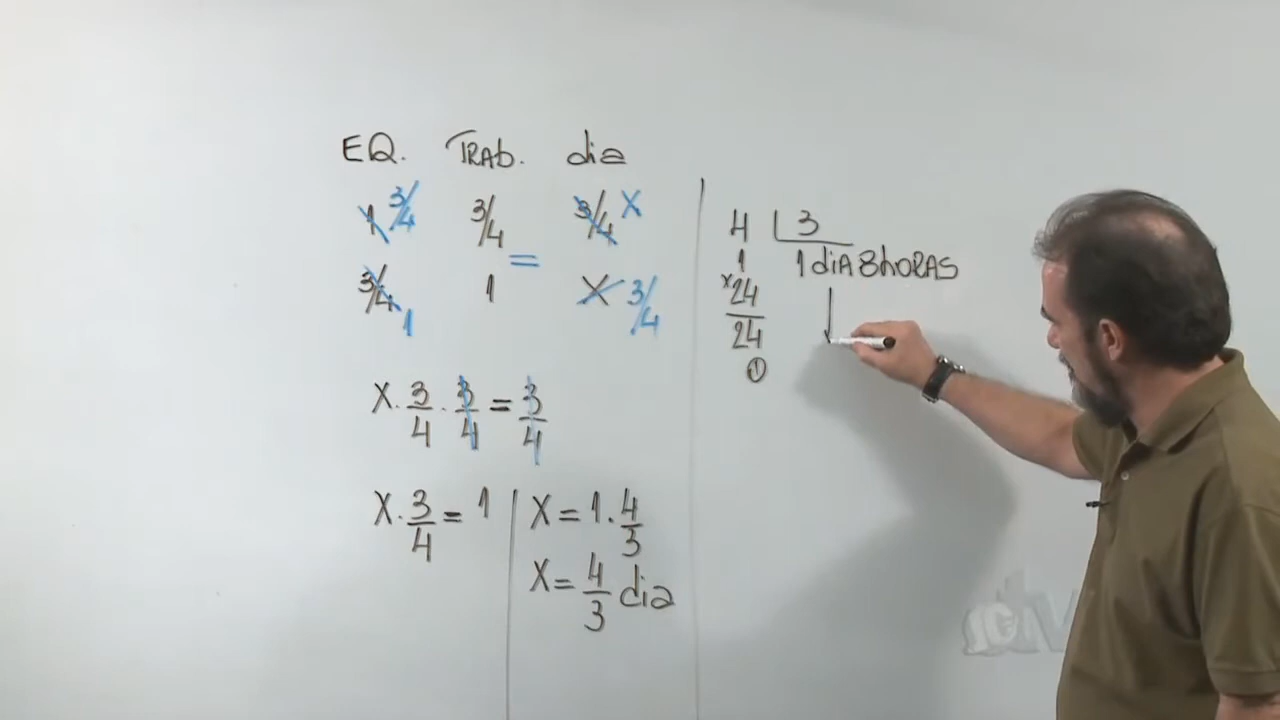 EQ. TRAb. dia
1 3/4 3/4 3/4 X
=
3/4 1 1 X 3/4
X. 3/4 . 3/4 = 3/4
X. 3/4 = 1
X = 1. 4/3
X = 4/3 dia
4 3
1 1 diA 8hORAS
x24
24
0